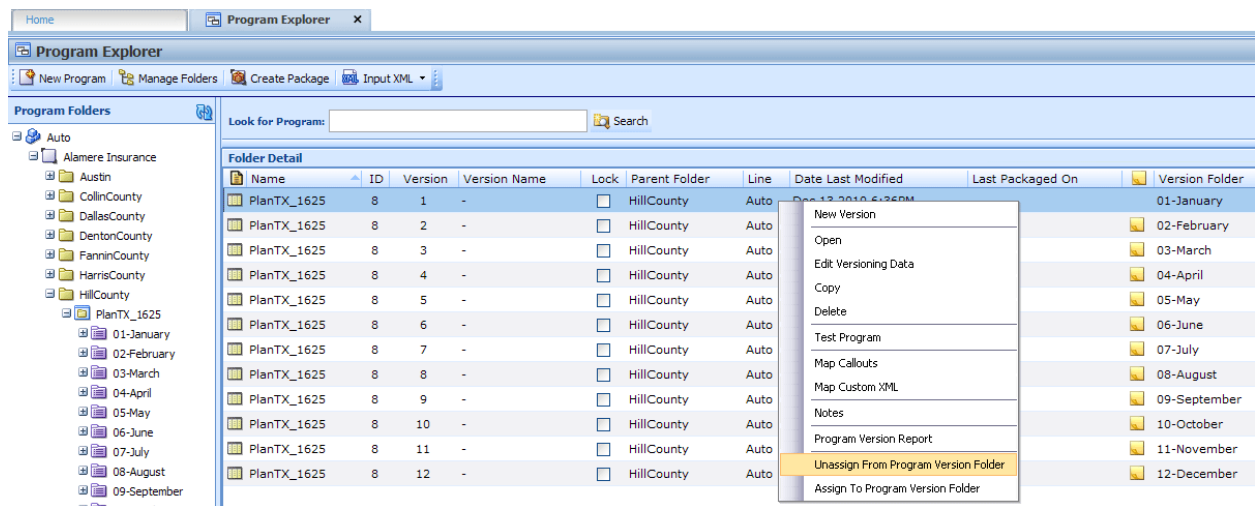 Home Program Explorer x
Program Explorer
New Program Manage Folders Create Package Input XML
Program Folders
Auto
Alamere Insurance
Austin
CollinCounty
DallasCounty
DentonCounty
FanninCounty
HarrisCounty
HillCounty
PlanTX_1625
01-January
02-February
03-March
04-April
05-May
06-June
07-July
08-August
09-September
Look for Program: Search
Folder Detail
Name ID Version Version Name Lock Parent Folder Line Date Last Modified Last Packaged On Version Folder
PlanTX_1625 8 1 - HillCounty Auto Dec 13 2010 6:36PM 01-January
PlanTX_1625 8 2 - HillCounty Auto 02-February
PlanTX_1625 8 3 - HillCounty Auto 03-March
PlanTX_1625 8 4 - HillCounty Auto 04-April
PlanTX_1625 8 5 - HillCounty Auto 05-May
PlanTX_1625 8 6 - HillCounty Auto 06-June
PlanTX_1625 8 7 - HillCounty Auto 07-July
PlanTX_1625 8 8 - HillCounty Auto 08-August
PlanTX_1625 8 9 - HillCounty Auto 09-September
PlanTX_1625 8 10 - HillCounty Auto 10-October
PlanTX_1625 8 11 - HillCounty Auto 11-November
PlanTX_1625 8 12 - HillCounty Auto 12-December
New Version
Open
Edit Versioning Data
Copy
Delete
Test Program
Map Callouts
Map Custom XML
Notes
Program Version Report
Unassign From Program Version Folder
Assign To Program Version Folder